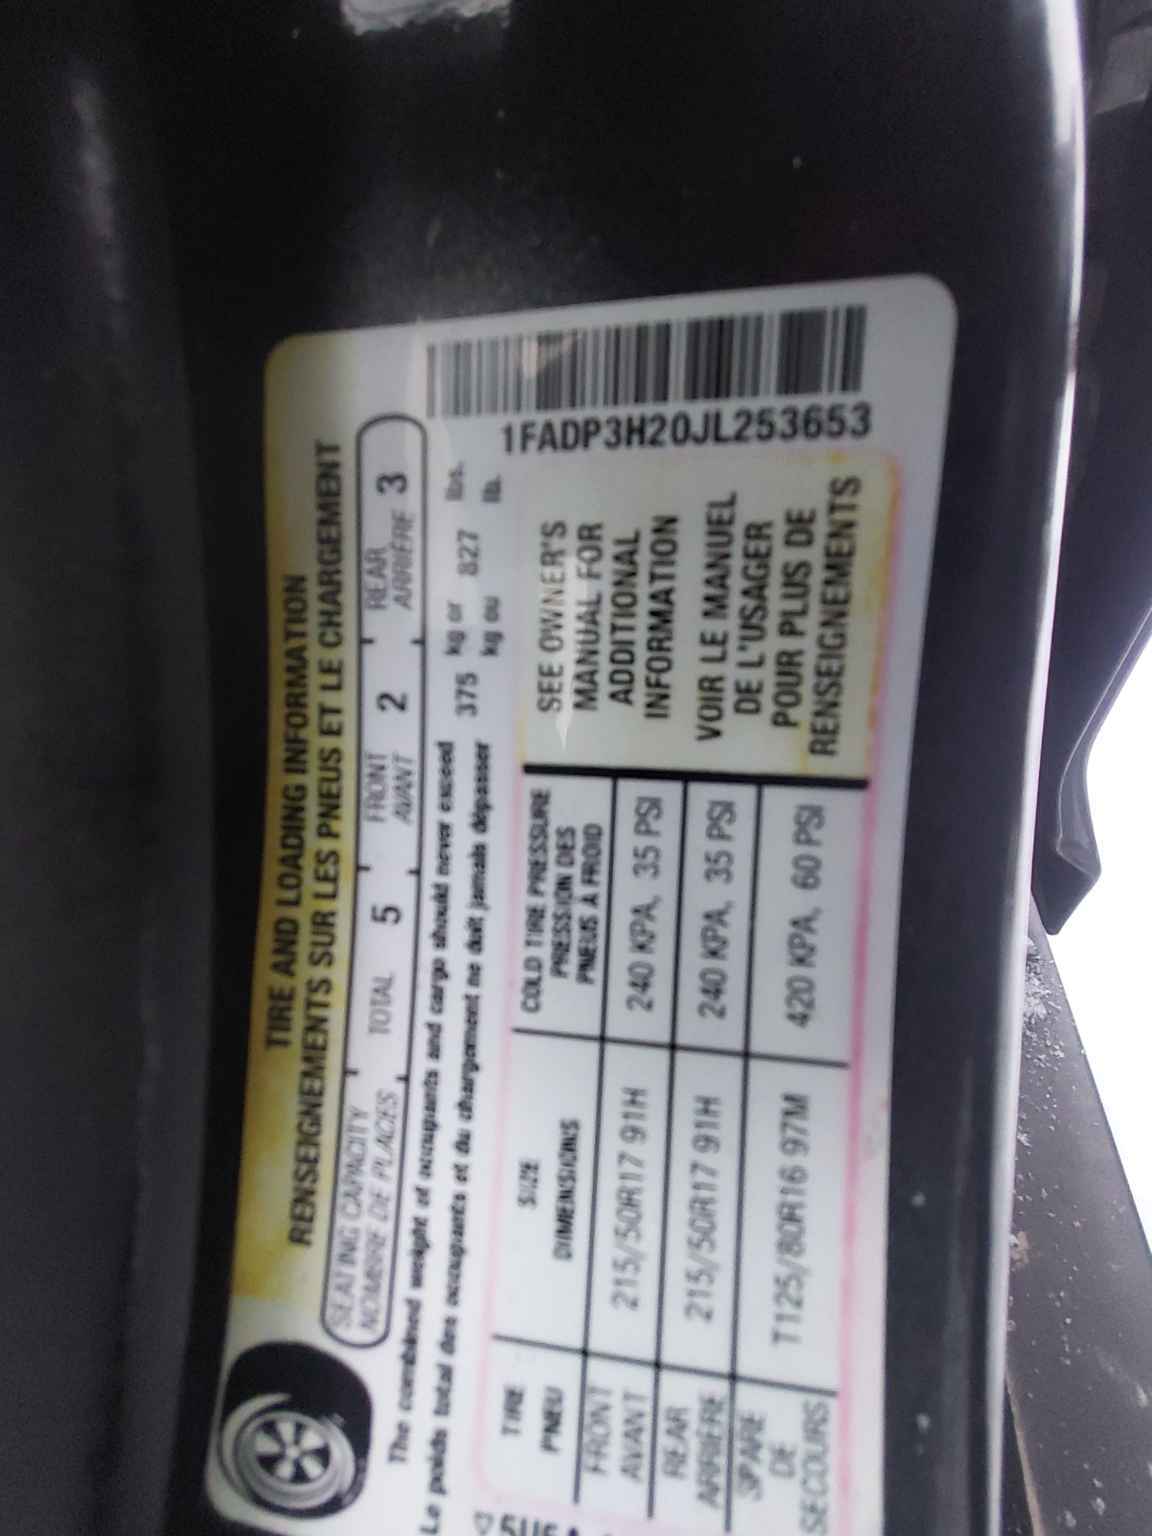 TIRE AND LOADING INFORMATION
RENSEIGNEMENTS SUR LES PNEUS ET LE CHARGEMENT
SEATING CAPACITY TOTAL 5 FRONT 2 REAR 3
NOMBRE DE PLACES AVANT ARRIÈRE
The combined weight of occupants and cargo should never exceed 375 kg or 827 lbs.
Le poids total des occupants et du chargement ne doit jamais dépasser kg ou lb.
1FADP3H20JL253653
TIRE SIZE COLD TIRE PRESSURE
PNEU DIMENSIONS PRESSION DES
PNEUS À FROID
FRONT
AVANT 215/50R17 91H 240 KPA, 35 PSI
REAR
ARRIÈRE 215/50R17 91H 240 KPA, 35 PSI
SPARE
DE
SECOURS T125/80R16 97M 420 KPA, 60 PSI
SEE OWNER'S
MANUAL FOR
ADDITIONAL
INFORMATION
VOIR LE MANUEL
DE L'USAGER
POUR PLUS DE
RENSEIGNEMENTS